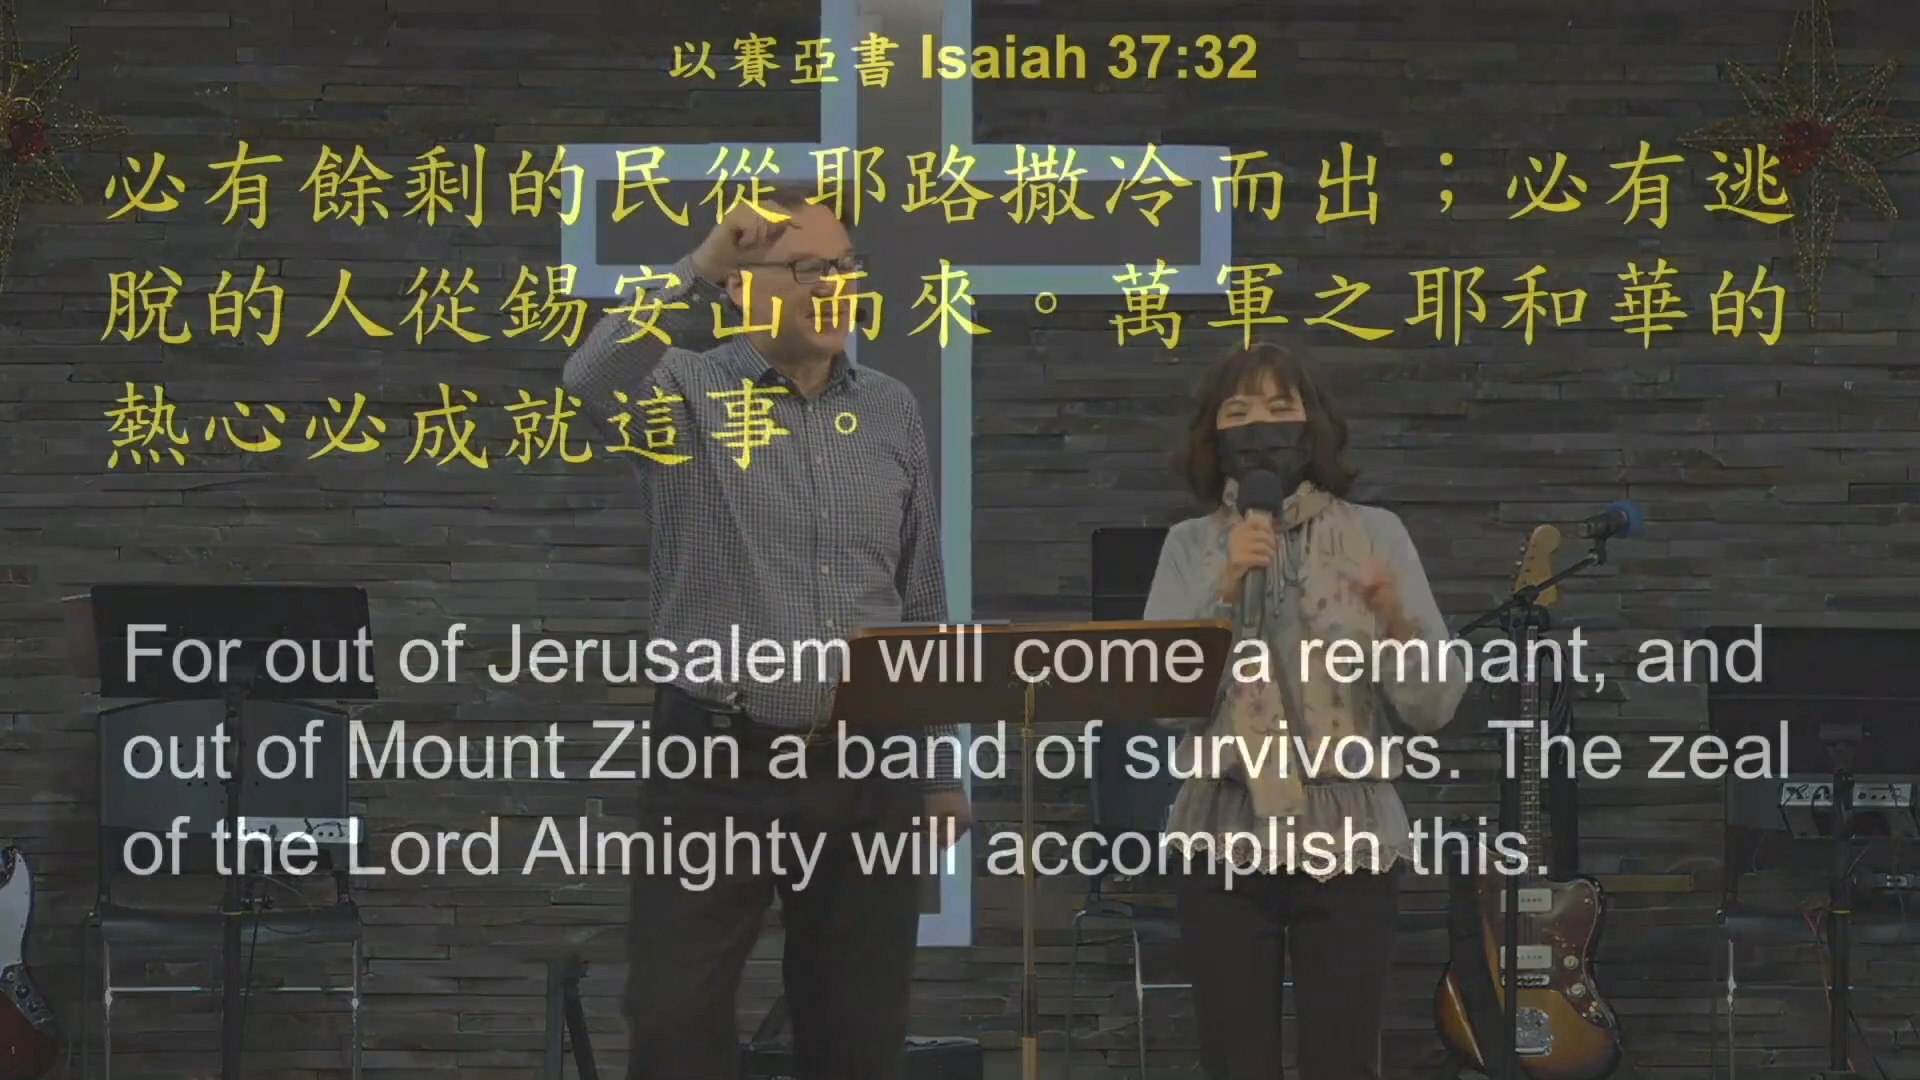 以賽亞書 Isaiah 37:32
必有餘剩的民從耶路撒冷而出；必有逃
脫的人從錫安山而來。萬軍之耶和華的
熱心必成就這事。
For out of Jerusalem will come a remnant, and
out of Mount Zion a band of survivors. The zeal
of the Lord Almighty will accomplish this.